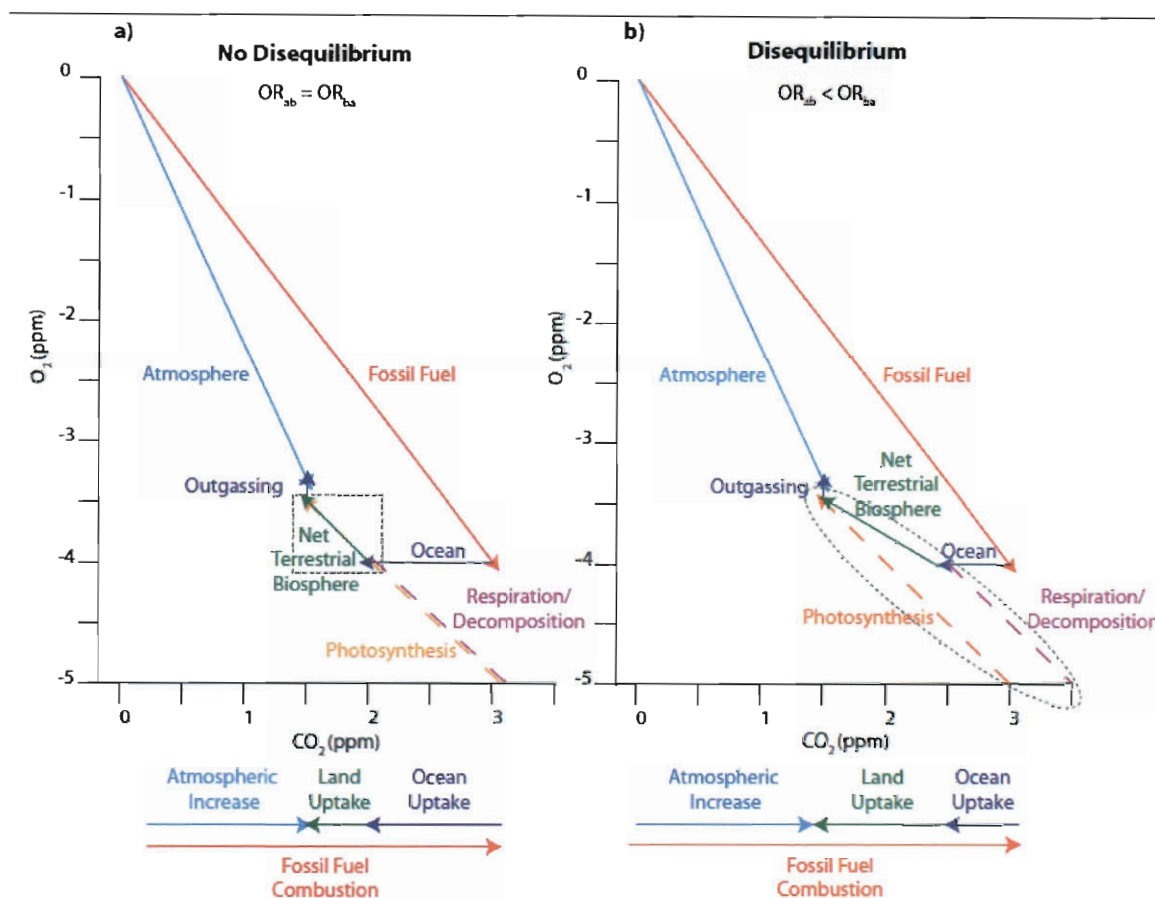 a)
No Disequilibrium
OR_ab = OR_ba
0
-1
-2
-3
-4
-5
O2 (ppm)
Atmosphere
Fossil Fuel
Outgassing
Net
Terrestrial
Biosphere
Ocean
Respiration/
Decomposition
Photosynthesis
0
1
2
3
CO2 (ppm)
Atmospheric
Increase
Land
Uptake
Ocean
Uptake
Fossil Fuel
Combustion
b)
Disequilibrium
OR_ab < OR_ba
0
-1
-2
-3
-4
-5
O2 (ppm)
Atmosphere
Fossil Fuel
Net
Terrestrial
Biosphere
Outgassing
Ocean
Respiration/
Decomposition
Photosynthesis
0
1
2
3
CO2 (ppm)
Atmospheric
Increase
Land
Uptake
Ocean
Uptake
Fossil Fuel
Combustion